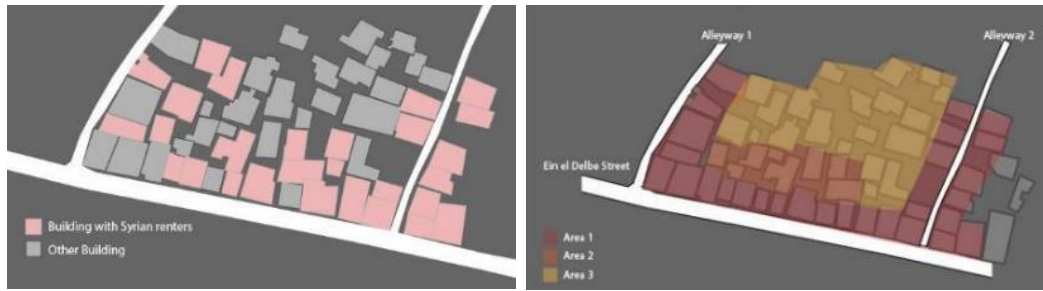 Building with Syrian renters
Other Building
Alleyway 1
Alleyway 2
Ein el Delbe Street
Area 1
Area 2
Area 3